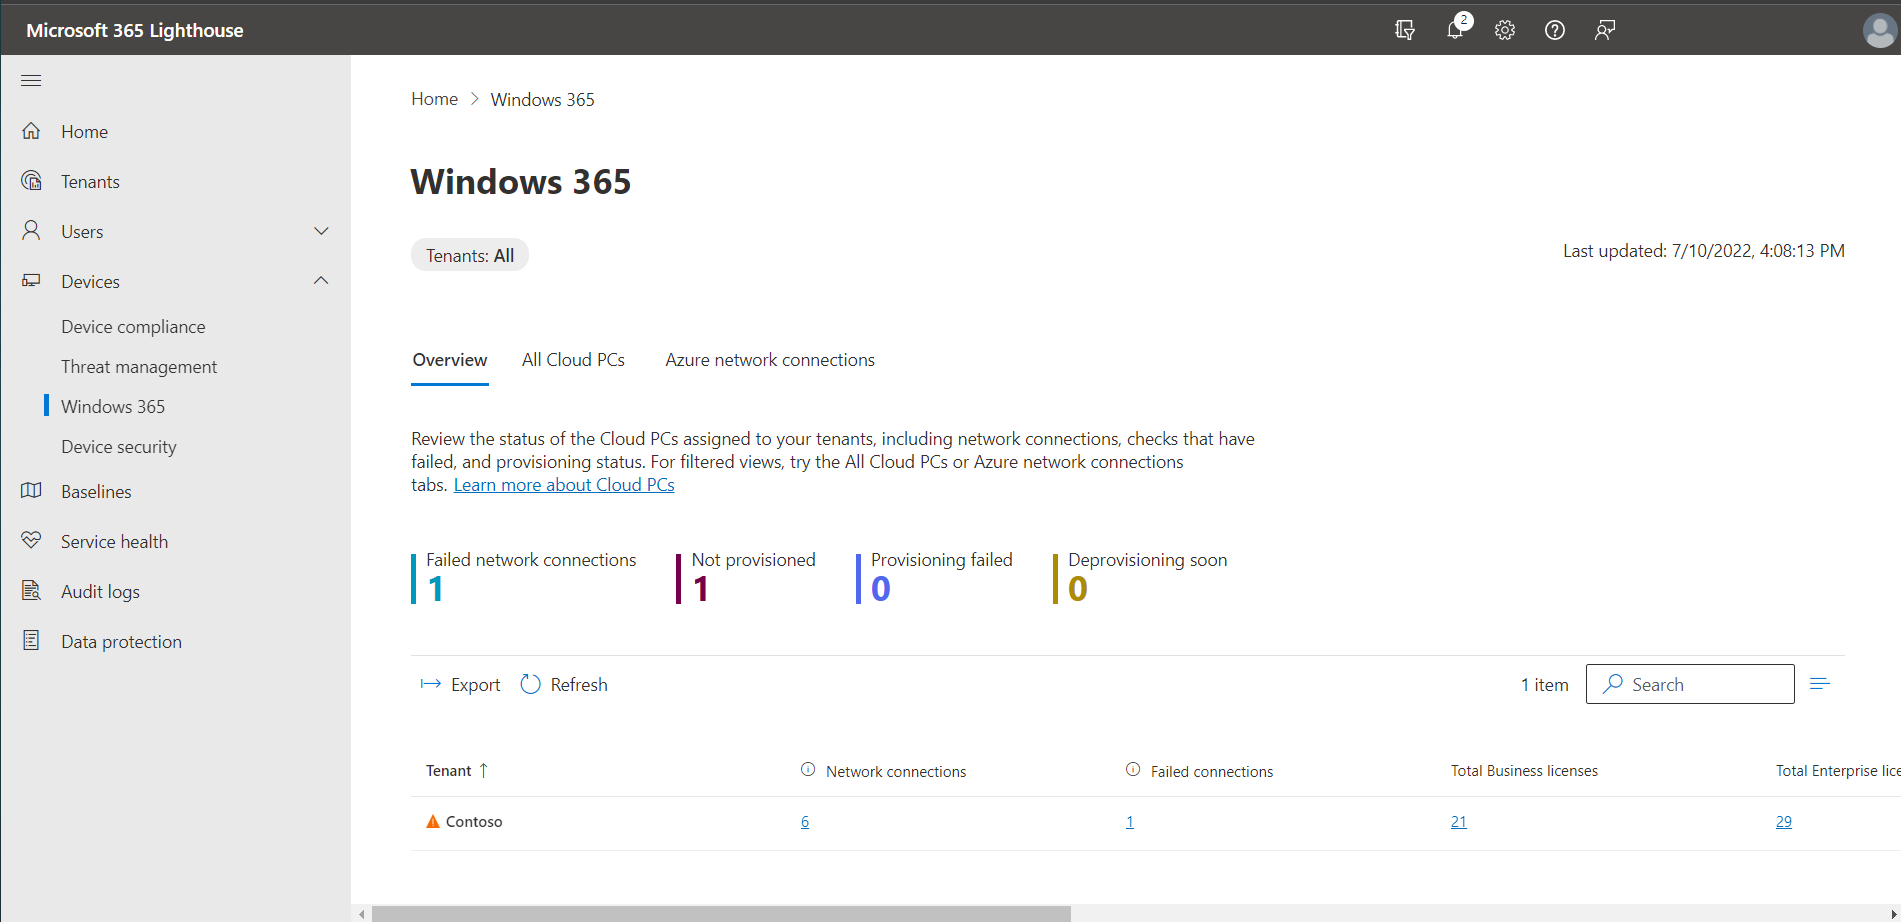 Microsoft 365 Lighthouse
2
Home
Tenants
Users
Devices
Device compliance
Threat management
Windows 365
Device security
Baselines
Service health
Audit logs
Data protection
Home > Windows 365
Windows 365
Tenants: All
Last updated: 7/10/2022, 4:08:13 PM
Overview All Cloud PCs Azure network connections
Review the status of the Cloud PCs assigned to your tenants, including network connections, checks that have
failed, and provisioning status. For filtered views, try the All Cloud PCs or Azure network connections
tabs. Learn more about Cloud PCs
Failed network connections Not provisioned Provisioning failed Deprovisioning soon
1 1 0 0
Export Refresh 1 item Search
Tenant ↑ Network connections Failed connections Total Business licenses Total Enterprise lice
Contoso 6 1 21 29